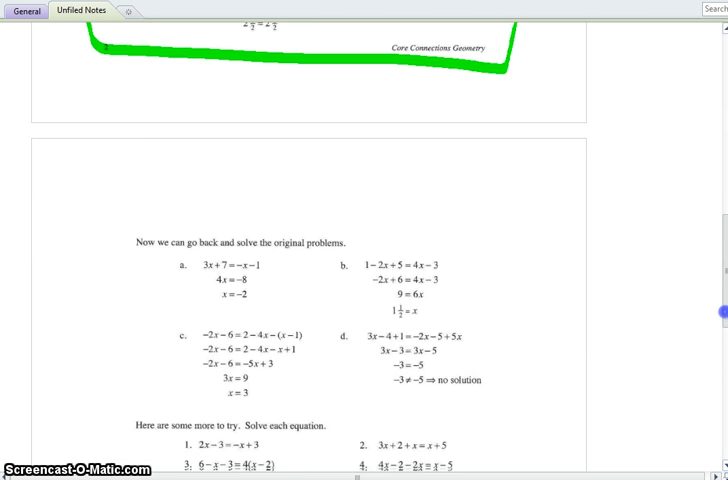 General
Unfiled Notes
Search
2
Core Connections Geometry
Now we can go back and solve the original problems.
a. 3x + 7 = −x − 1
4x = −8
x = −2
b. 1 − 2x + 5 = 4x − 3
−2x + 6 = 4x − 3
9 = 6x
1 1/2 = x
c. −2x − 6 = 2 − 4x − (x − 1)
−2x − 6 = 2 − 4x − x + 1
−2x − 6 = −5x + 3
3x = 9
x = 3
d. 3x − 4 + 1 = −2x − 5 + 5x
3x − 3 = 3x − 5
−3 = −5
−3 ≠ −5 ⇒ no solution
Here are some more to try. Solve each equation.
1. 2x − 3 = −x + 3
2. 3x + 2 + x = x + 5
3. 6 − x − 3 = 4(x − 2)
4. 4x − 2 − 2x = x − 5
Screencast-O-Matic.com